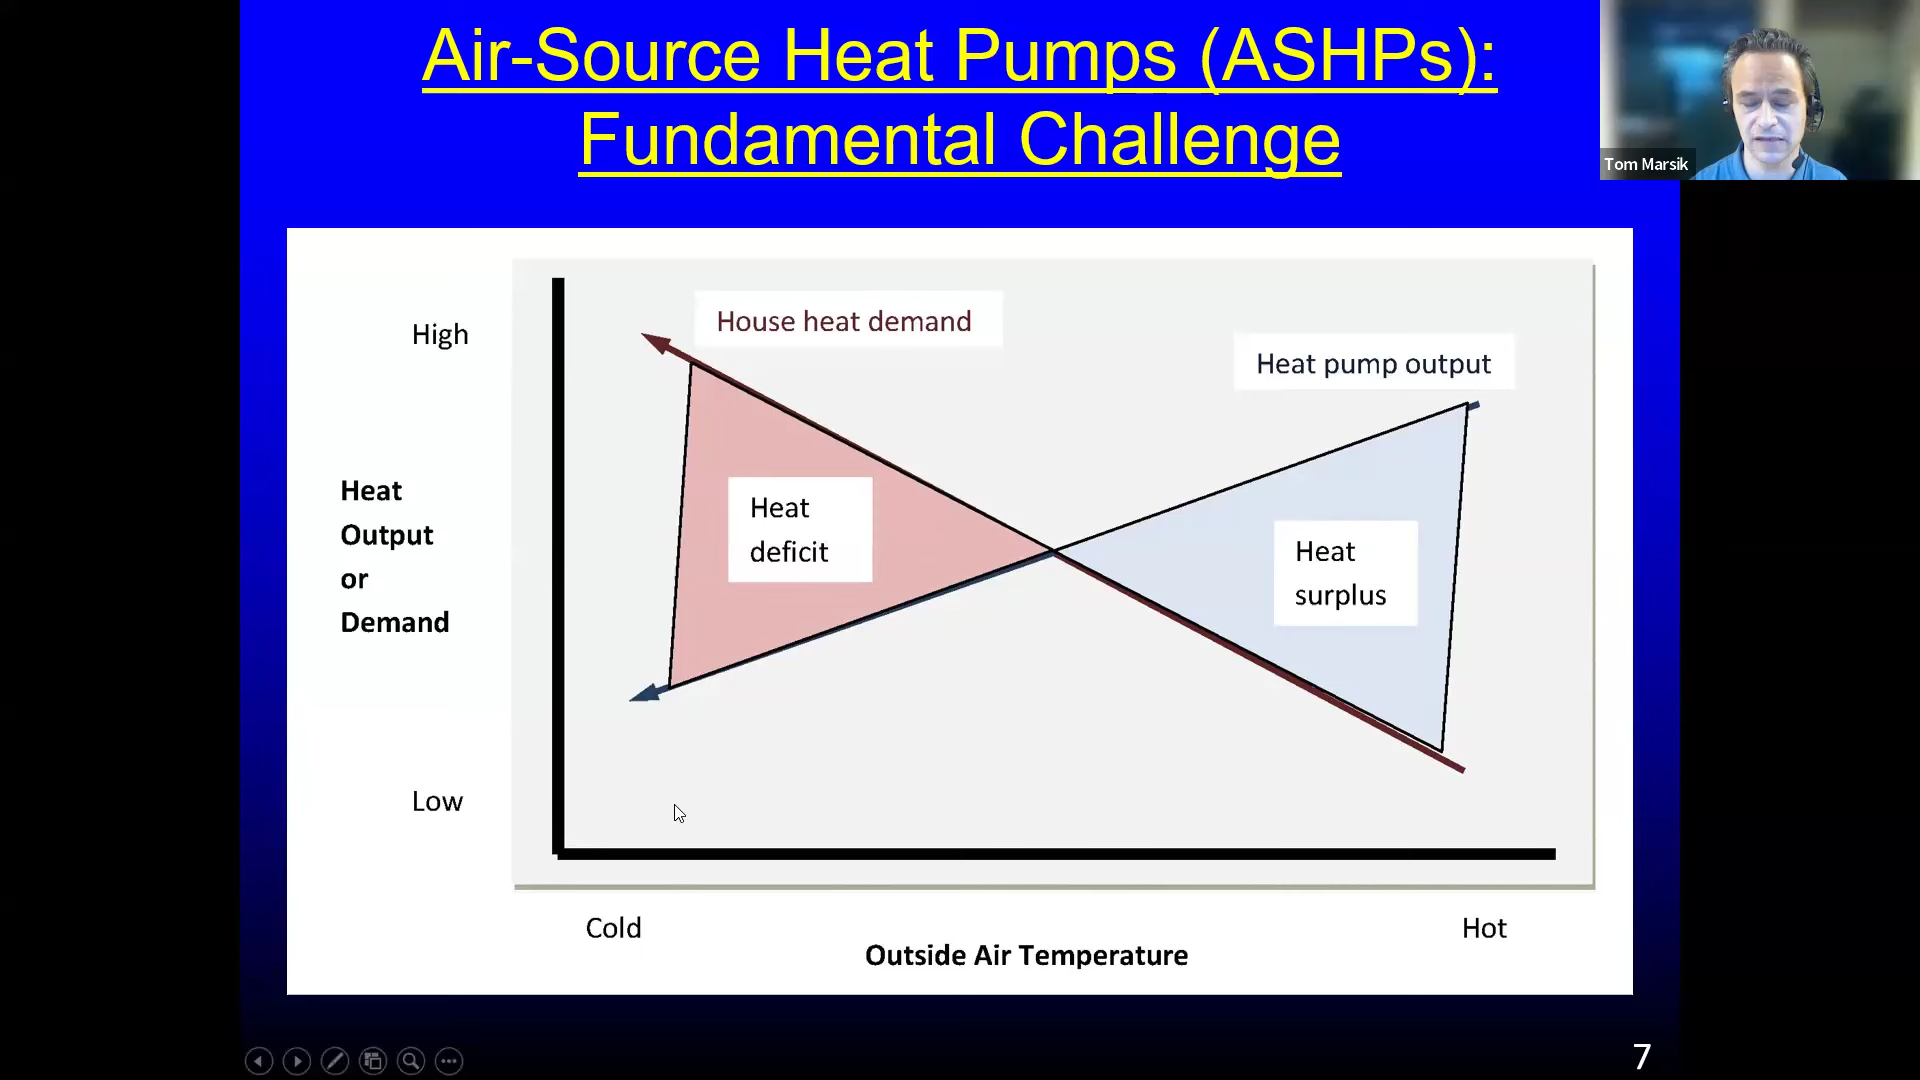 Air-Source Heat Pumps (ASHPs):
Fundamental Challenge
Tom Marsik
High
House heat demand
Heat pump output
Heat
Output
or
Demand
Heat
deficit
Heat
surplus
Low
Cold
Hot
Outside Air Temperature
7